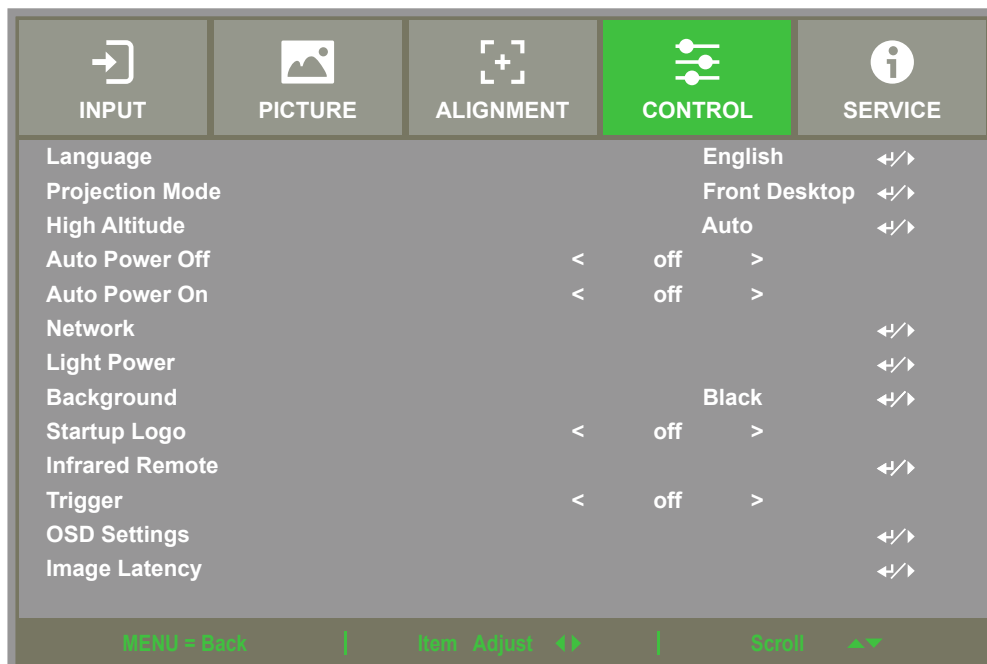 INPUT PICTURE ALIGNMENT CONTROL SERVICE
Language English
Projection Mode Front Desktop
High Altitude Auto
Auto Power Off < off >
Auto Power On < off >
Network
Light Power
Background Black
Startup Logo < off >
Infrared Remote
Trigger < off >
OSD Settings
Image Latency
MENU = Back | Item Adjust | Scroll